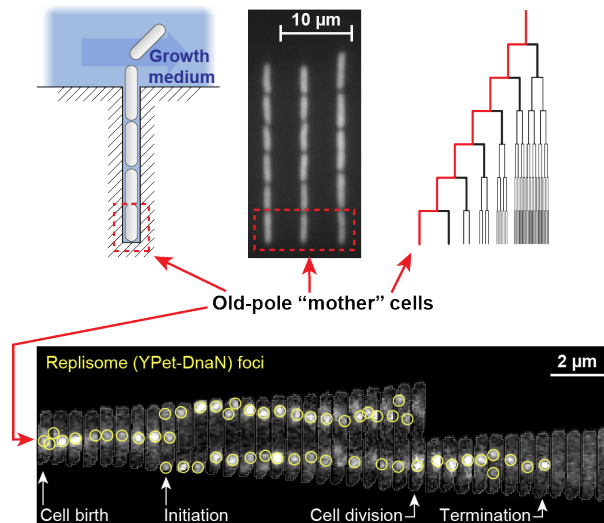 Growth
medium
10 µm
Old-pole “mother” cells
Replisome (YPet-DnaN) foci
2 µm
Cell birth
Initiation
Cell division
Termination